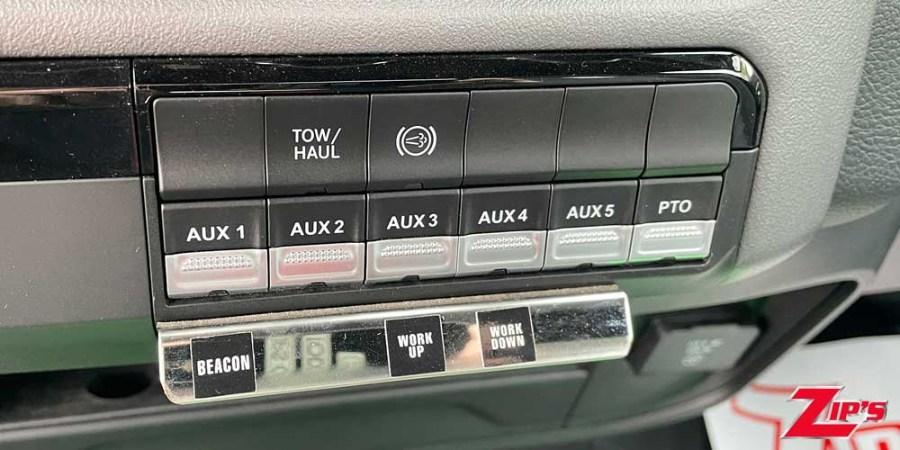 TOW/
HAUL
AUX 1 AUX 2 AUX 3 AUX 4 AUX 5 PTO
BEACON
WORK
UP
WORK
DOWN
ZIP'S